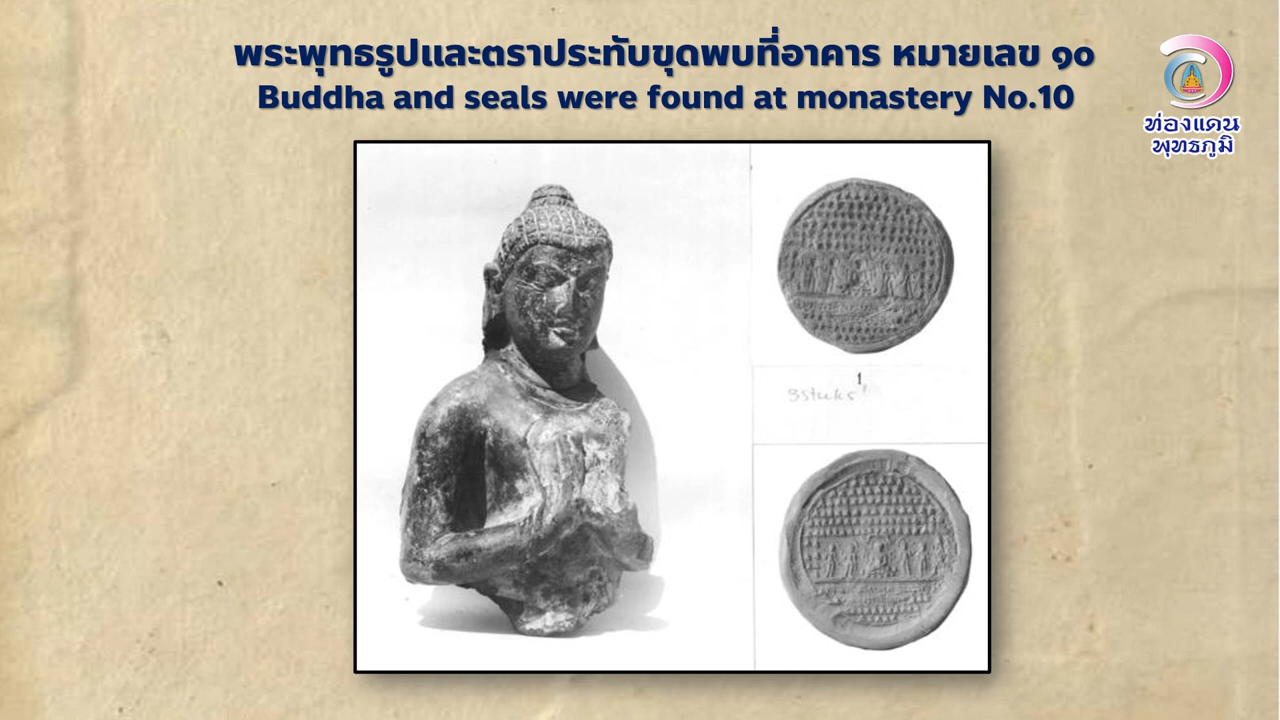 พระพุทธรูปและตราประทับขุดพบที่อาคาร หมายเลข ๑๐
Buddha and seals were found at monastery No.10
ท่องแดน
พุทธภูมิ
1
3stuks